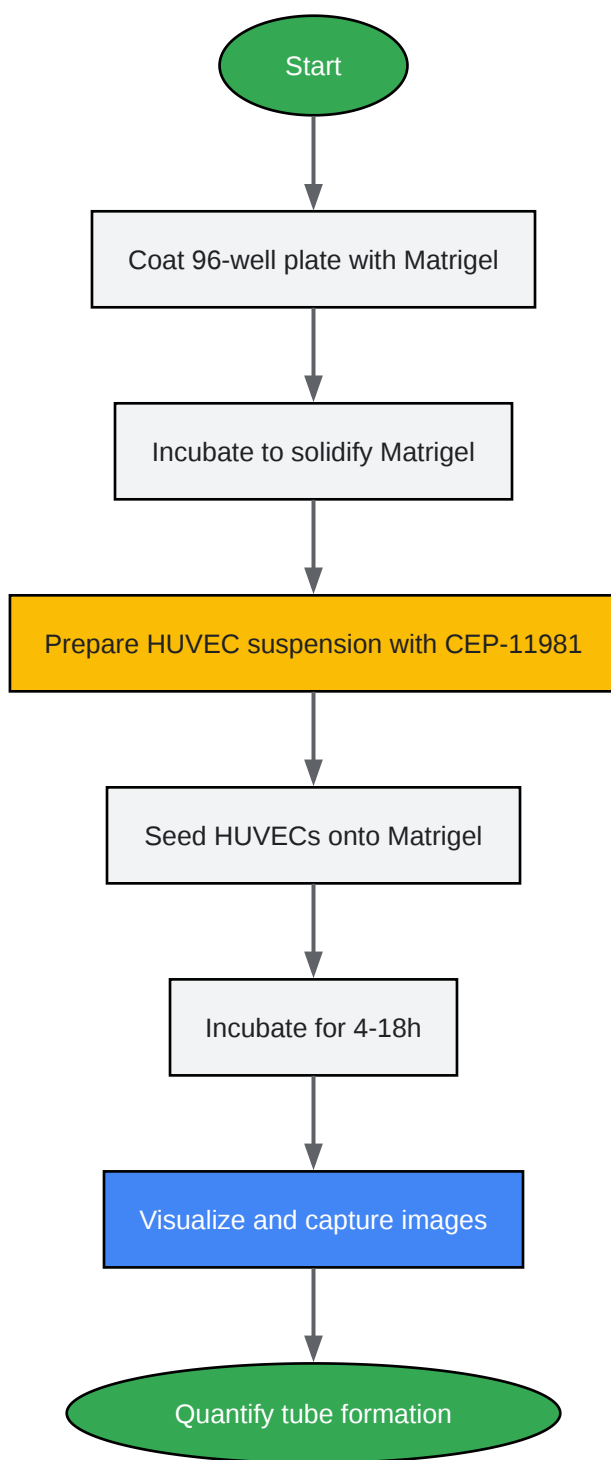 Start
Coat 96-well plate with Matrigel
Incubate to solidify Matrigel
Prepare HUVEC suspension with CEP-11981
Seed HUVECs onto Matrigel
Incubate for 4-18h
Visualize and capture images
Quantify tube formation